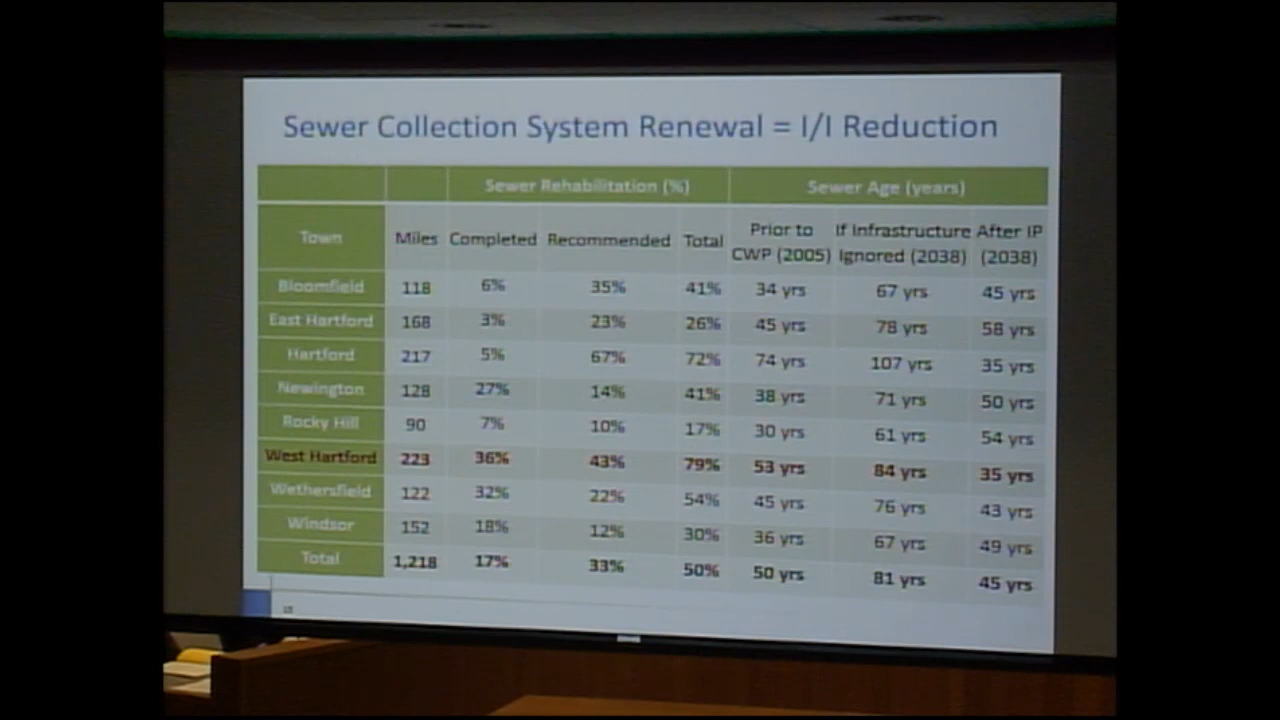 Sewer Collection System Renewal = I/I Reduction
Sewer Rehabilitation (%) Sewer Age (years)
Town Miles Completed Recommended Total Prior to CWP (2005) If Infrastructure Ignored (2038) After IP (2038)
Bloomfield 118 6% 35% 41% 34 yrs 67 yrs 45 yrs
East Hartford 168 3% 23% 26% 45 yrs 78 yrs 58 yrs
Hartford 217 5% 67% 72% 74 yrs 107 yrs 35 yrs
Newington 128 27% 14% 41% 38 yrs 71 yrs 50 yrs
Rocky Hill 90 7% 10% 17% 30 yrs 61 yrs 54 yrs
West Hartford 223 36% 43% 79% 53 yrs 84 yrs 35 yrs
Wethersfield 122 32% 22% 54% 45 yrs 76 yrs 43 yrs
Windsor 152 18% 12% 30% 36 yrs 67 yrs 49 yrs
Total 1,218 17% 33% 50% 50 yrs 81 yrs 45 yrs